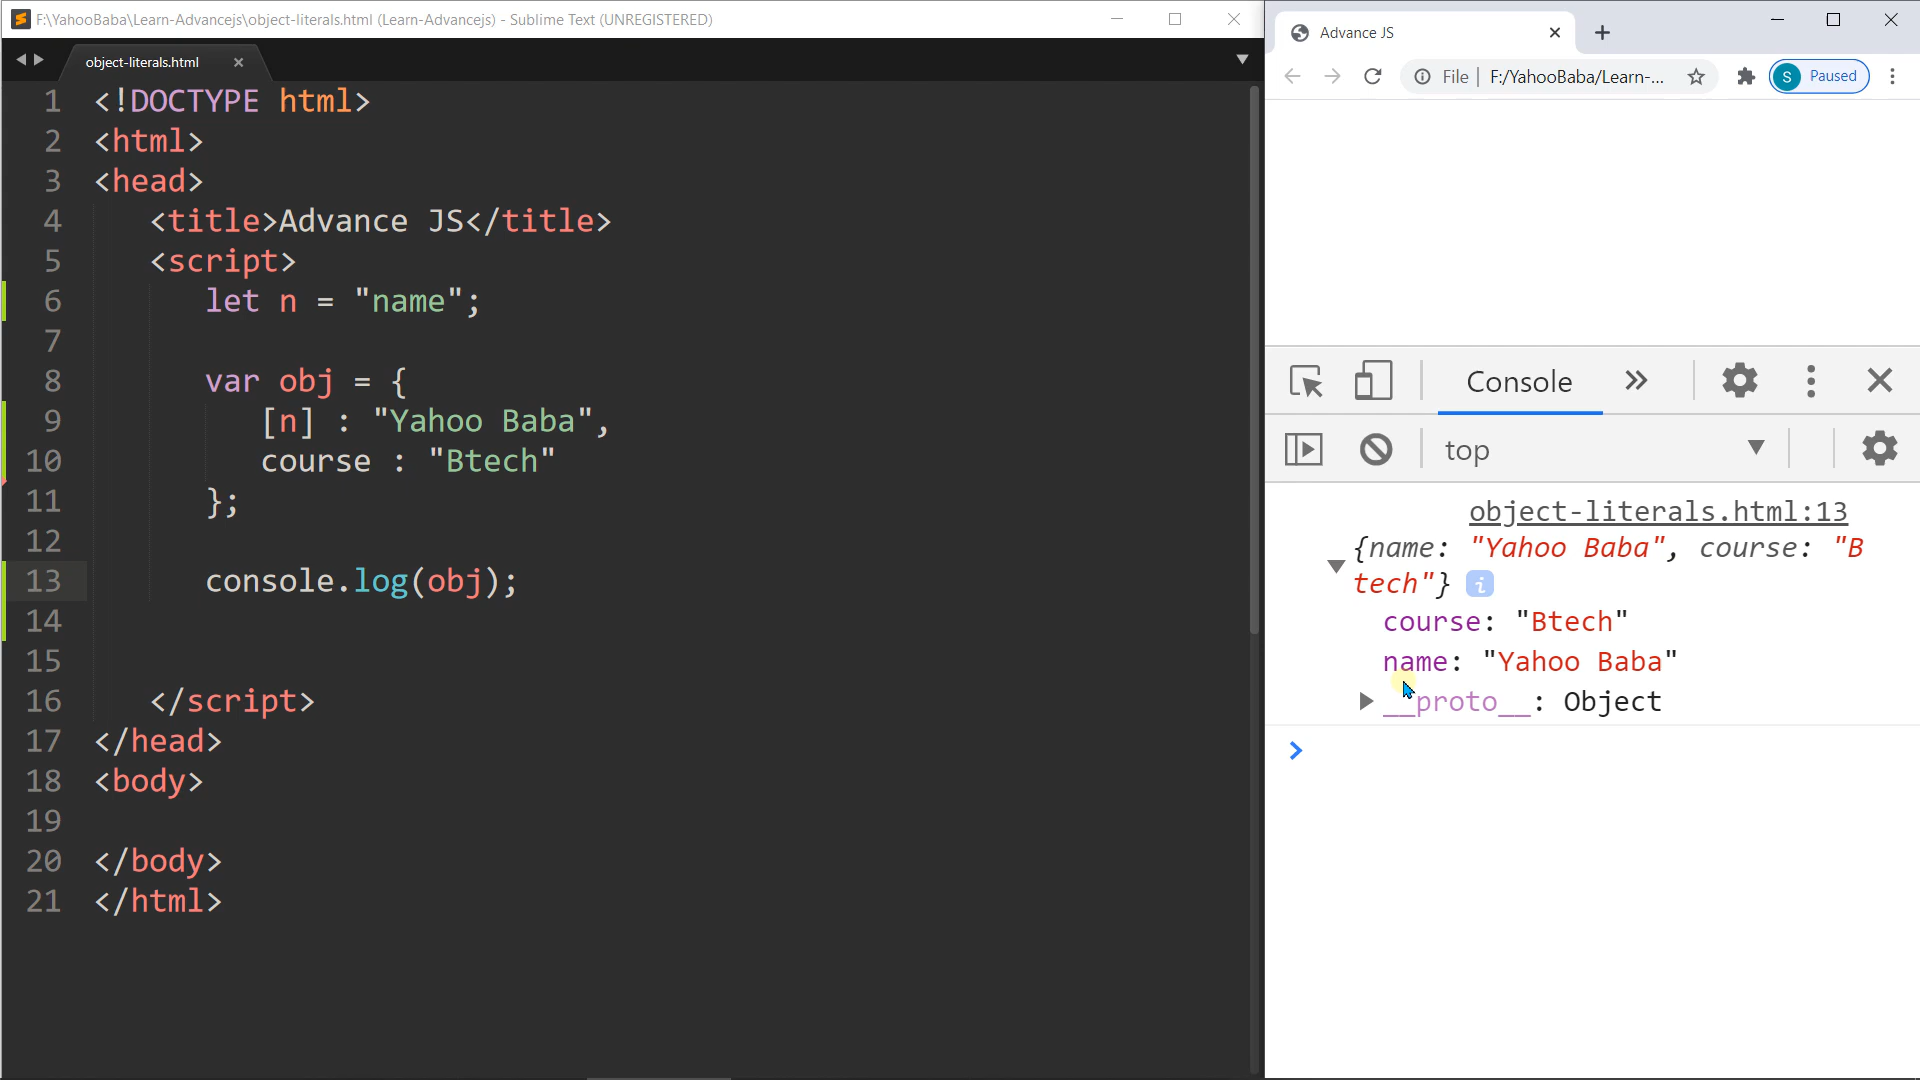 F:\YahooBaba\Learn-Advancejs\object-literals.html (Learn-Advancejs) - Sublime Text (UNREGISTERED)
object-literals.html
1 <!DOCTYPE html>
2 <html>
3 <head>
4 <title>Advance JS</title>
5 <script>
6 let n = "name";
7
8 var obj = {
9 [n] : "Yahoo Baba",
10 course : "Btech"
11 };
12
13 console.log(obj);
14
15
16 </script>
17 </head>
18 <body>
19
20 </body>
21 </html>
Advance JS
File | F:/YahooBaba/Learn-...
S Paused
Console
top
object-literals.html:13
{name: "Yahoo Baba", course: "B
tech"} i
course: "Btech"
name: "Yahoo Baba"
__proto__: Object